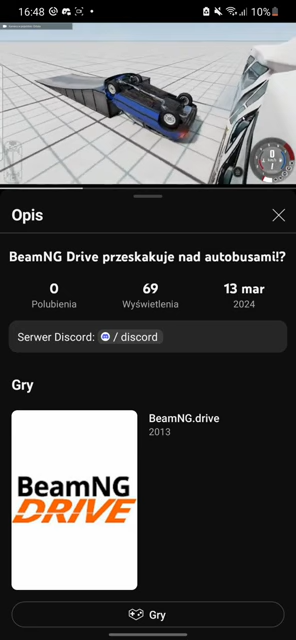 16:48
10%
0
Opis
BeamNG Drive przeskakuje nad autobusami!?
0
69
13 mar
Polubienia
Wyświetlenia
2024
Serwer Discord: / discord
Gry
BeamNG.drive
2013
BeamNG
DRIVE
Gry